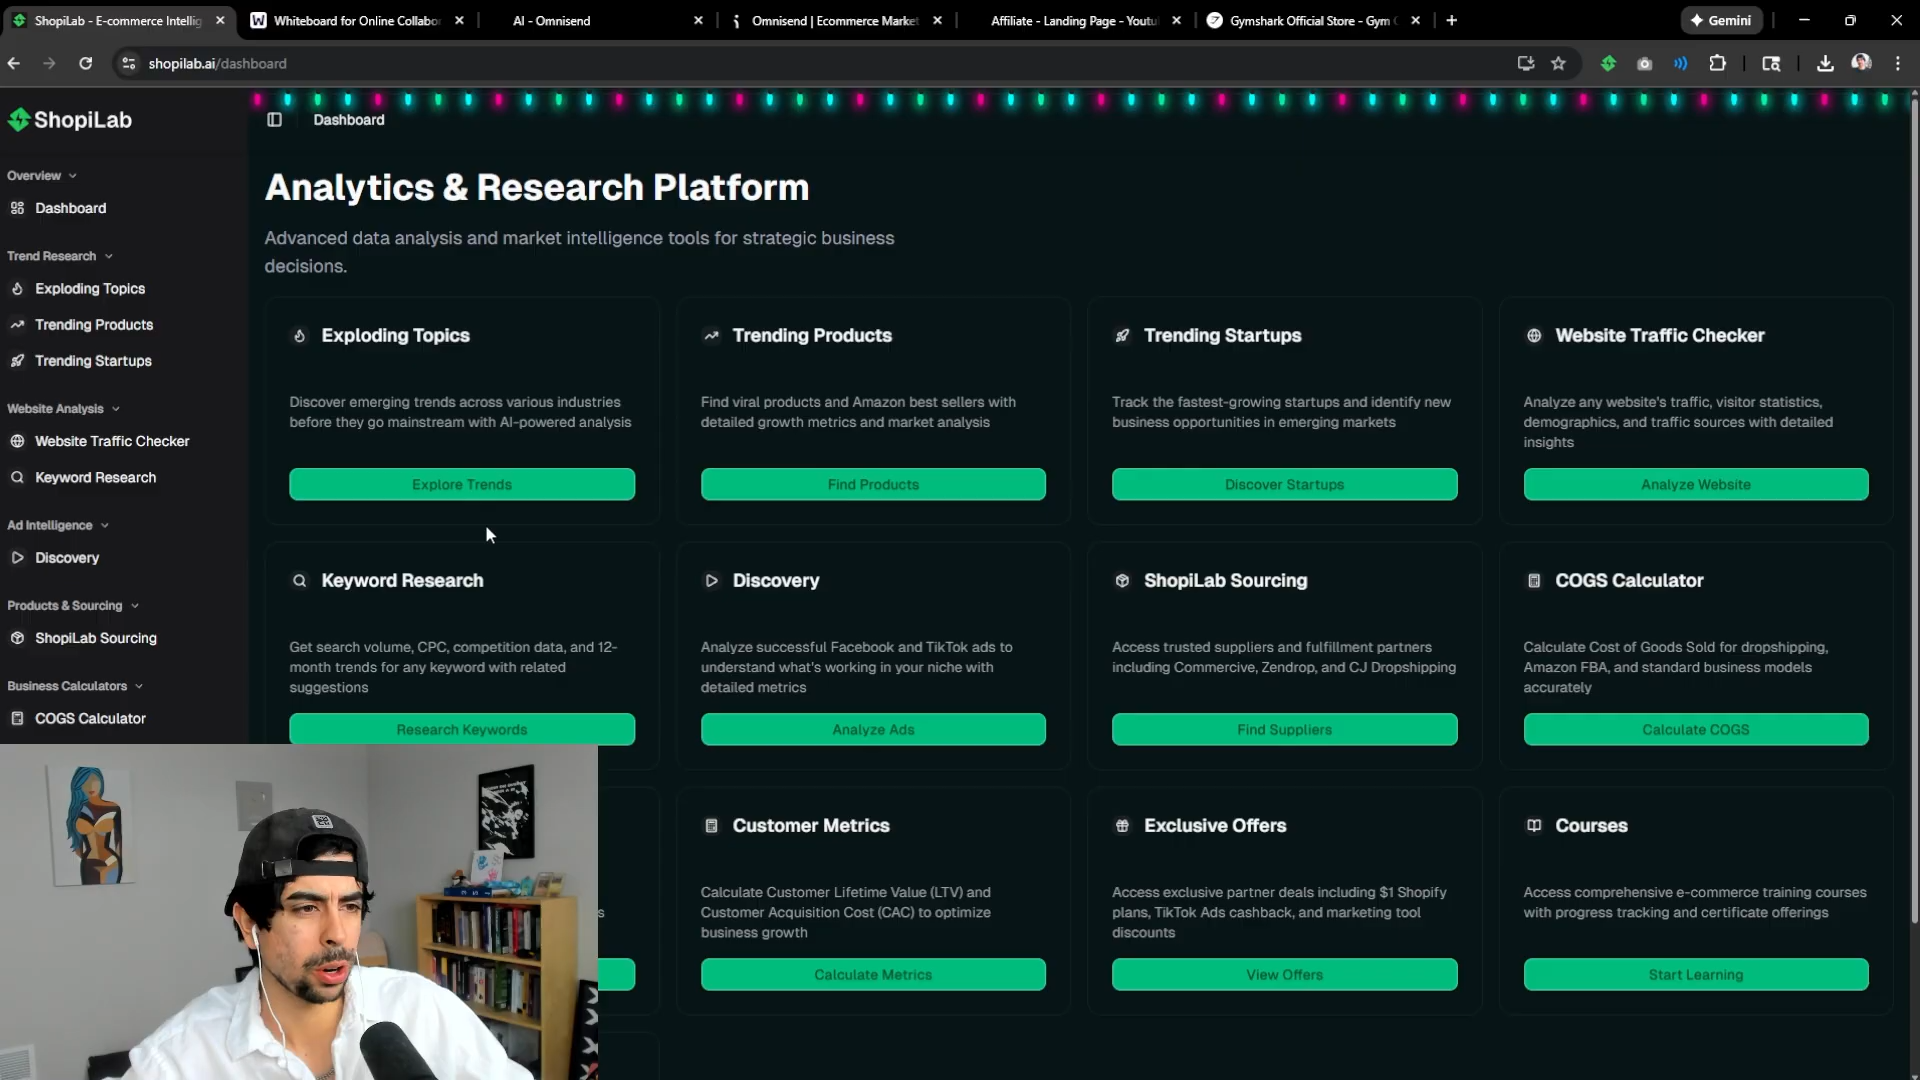 ShopiLab - E-commerce Intellig
Whiteboard for Online Collabo
AI - Omnisend
Omnisend | Ecommerce Market
Affiliate - Landing Page - Youtu
Gymshark Official Store - Gym C
Gemini
shopilab.ai/dashboard
ShopiLab
Dashboard
Overview
Dashboard
Trend Research
Exploding Topics
Trending Products
Trending Startups
Website Analysis
Website Traffic Checker
Keyword Research
Ad Intelligence
Discovery
Products & Sourcing
ShopiLab Sourcing
Business Calculators
COGS Calculator
Analytics & Research Platform
Advanced data analysis and market intelligence tools for strategic business
decisions.
Exploding Topics
Discover emerging trends across various industries
before they go mainstream with AI-powered analysis
Explore Trends
Trending Products
Find viral products and Amazon best sellers with
detailed growth metrics and market analysis
Find Products
Trending Startups
Track the fastest-growing startups and identify new
business opportunities in emerging markets
Discover Startups
Website Traffic Checker
Analyze any website's traffic, visitor statistics,
demographics, and traffic sources with detailed
insights
Analyze Website
Keyword Research
Get search volume, CPC, competition data, and 12-
month trends for any keyword with related
suggestions
Research Keywords
Discovery
Analyze successful Facebook and TikTok ads to
understand what's working in your niche with
detailed metrics
Analyze Ads
ShopiLab Sourcing
Access trusted suppliers and fulfillment partners
including Commercive, Zendrop, and CJ Dropshipping
Find Suppliers
COGS Calculator
Calculate Cost of Goods Sold for dropshipping,
Amazon FBA, and standard business models
accurately
Calculate COGS
s
Customer Metrics
Calculate Customer Lifetime Value (LTV) and
Customer Acquisition Cost (CAC) to optimize
business growth
Calculate Metrics
Exclusive Offers
Access exclusive partner deals including $1 Shopify
plans, TikTok Ads cashback, and marketing tool
discounts
View Offers
Courses
Access comprehensive e-commerce training courses
with progress tracking and certificate offerings
Start Learning